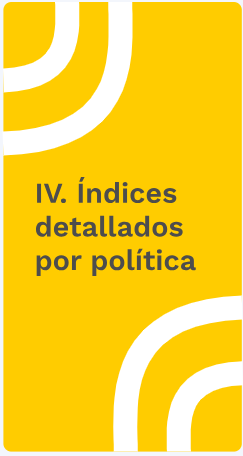 IV. Índices
detallados
por política